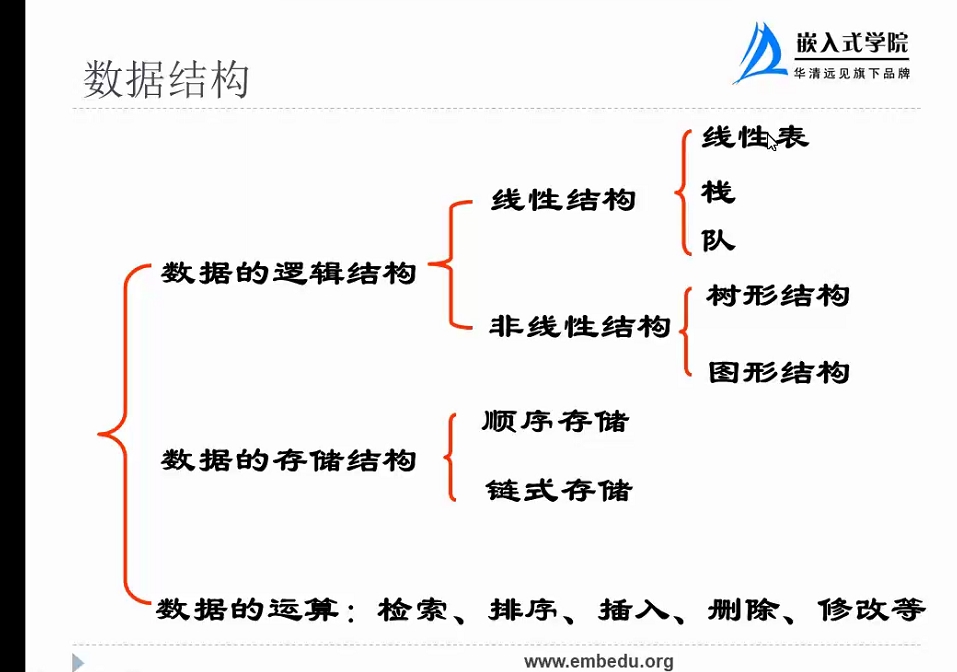 嵌入式学院
华清远见旗下品牌
数据结构
线性表
栈
队
线性结构
数据的逻辑结构
非线性结构
树形结构
图形结构
顺序存储
数据的存储结构
链式存储
数据的运算：检索、排序、插入、删除、修改等
www.embedu.org